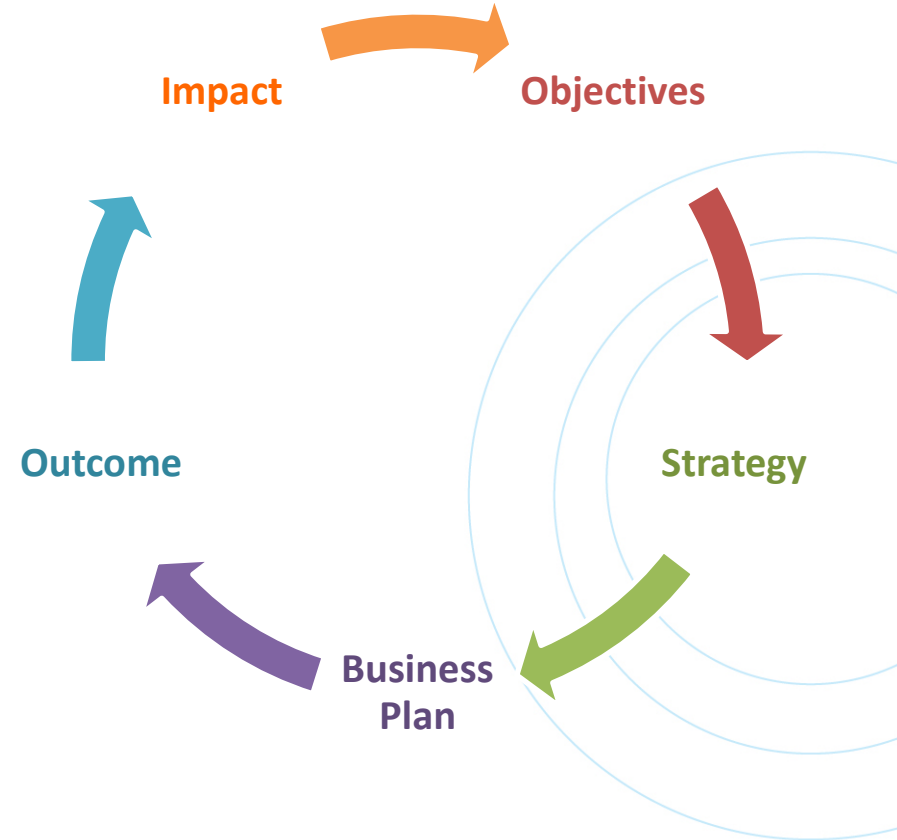 Impact
Objectives
Outcome
Strategy
Business
Plan